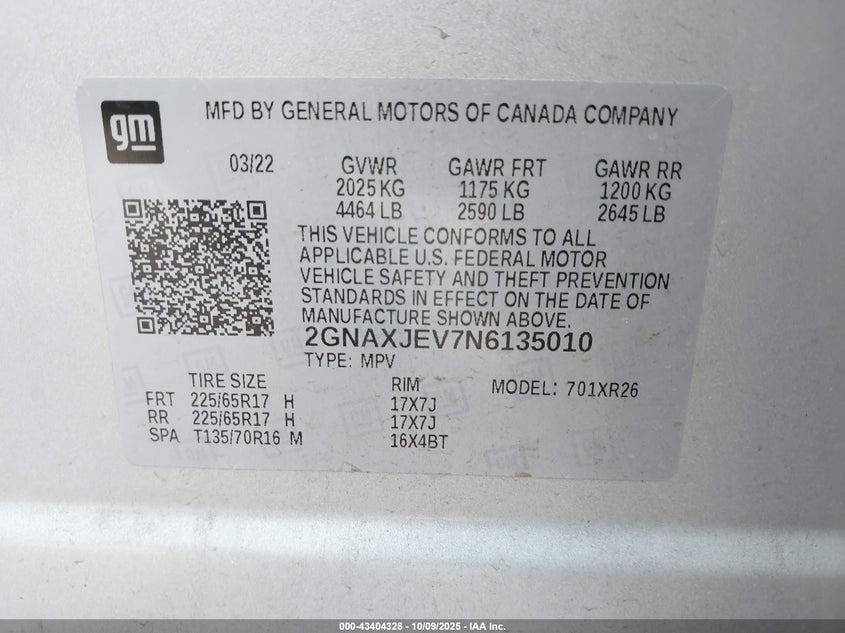 gm
MFD BY GENERAL MOTORS OF CANADA COMPANY
03/22 GVWR GAWR FRT GAWR RR
2025 KG 1175 KG 1200 KG
4464 LB 2590 LB 2645 LB
THIS VEHICLE CONFORMS TO ALL
APPLICABLE U.S. FEDERAL MOTOR
VEHICLE SAFETY AND THEFT PREVENTION
STANDARDS IN EFFECT ON THE DATE OF
MANUFACTURE SHOWN ABOVE.
2GNAXJEV7N6135010
TYPE: MPV
TIRE SIZE RIM MODEL: 701XR26
FRT 225/65R17 H 17X7J
RR 225/65R17 H 17X7J
SPA T135/70R16 M 16X4BT
000-43404328 - 10/09/2025 - IAA Inc.